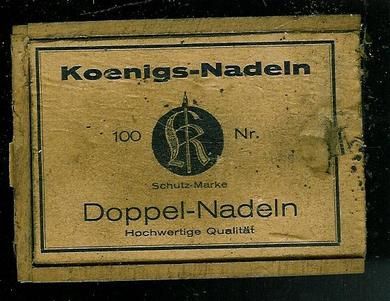 Koenigs-Nadeln
100 Nr.
Schutz-Marke
Doppel-Nadeln
Hochwertige Qualität